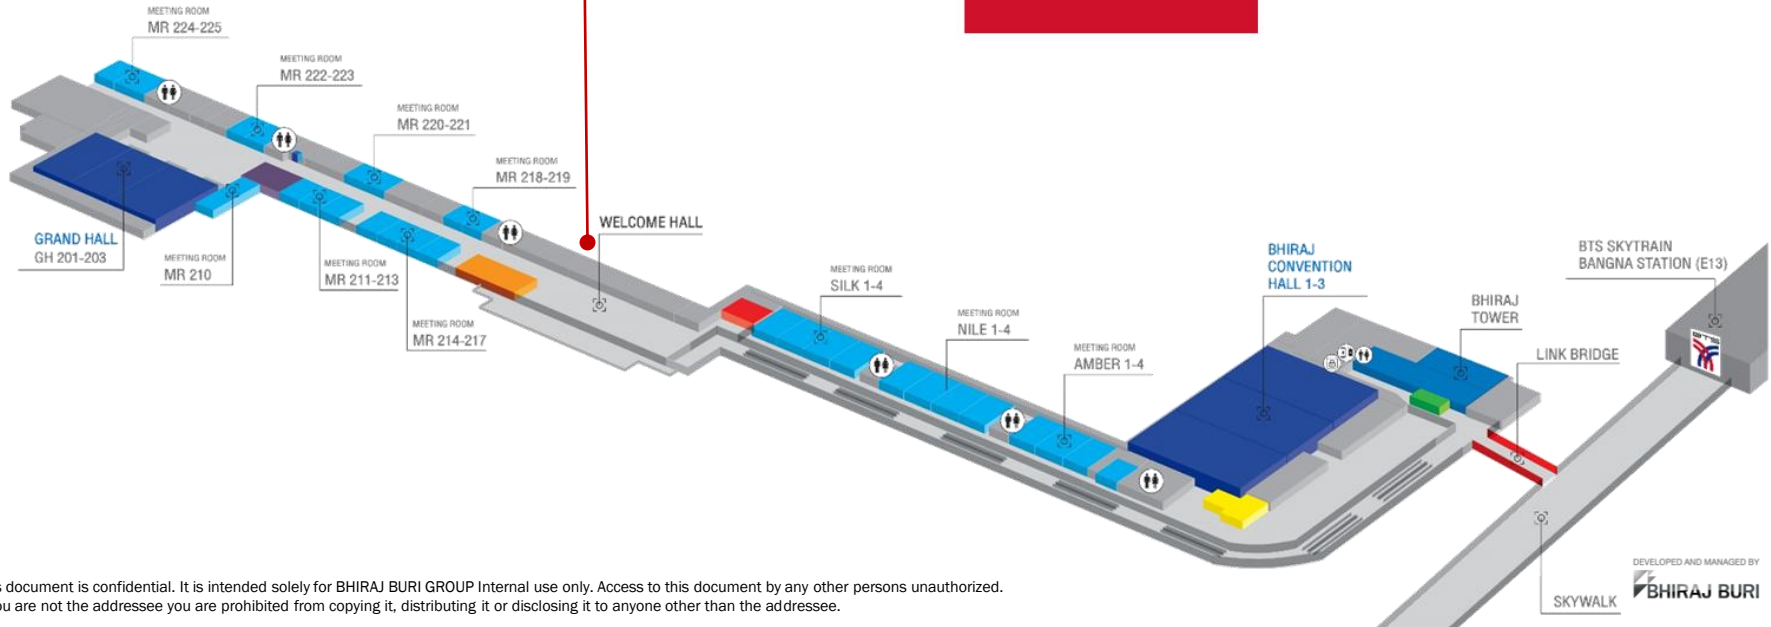 MEETING ROOM
MR 224-225
MEETING ROOM
MR 222-223
MEETING ROOM
MR 220-221
MEETING ROOM
MR 218-219
WELCOME HALL
GRAND HALL
GH 201-203
MEETING ROOM
MR 210
MEETING ROOM
MR 211-213
MEETING ROOM
MR 214-217
MEETING ROOM
SILK 1-4
MEETING ROOM
NILE 1-4
MEETING ROOM
AMBER 1-4
BHIRAJ
CONVENTION
HALL 1-3
BHIRAJ
TOWER
LINK BRIDGE
BTS SKYTRAIN
BANGNA STATION (E13)
BTS
SKYWALK
DEVELOPED AND MANAGED BY
BHIRAJ BURI
s document is confidential. It is intended solely for BHIRAJ BURI GROUP Internal use only. Access to this document by any other persons unauthorized.
ou are not the addressee you are prohibited from copying it, distributing it or disclosing it to anyone other than the addressee.